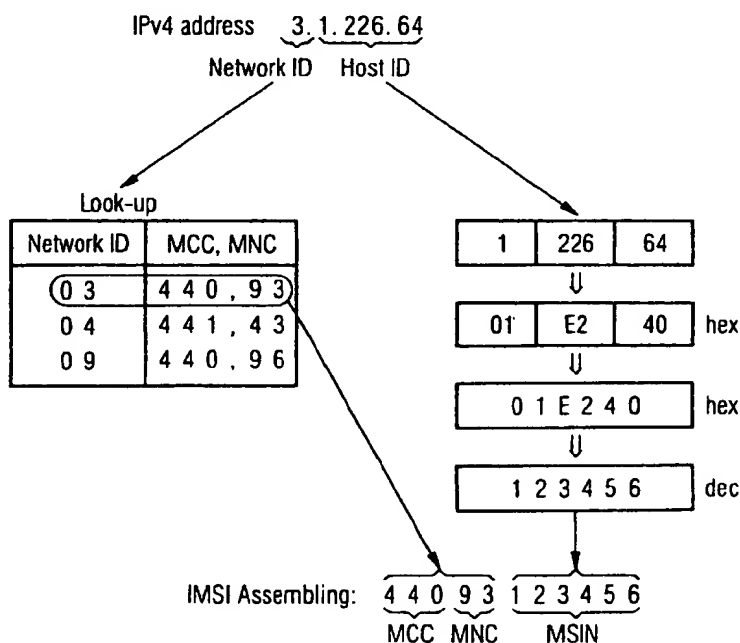 IPv4 address 3.1.226.64
Network ID Host ID
Look-up
Network ID MCC, MNC
0 3 4 4 0 , 9 3
0 4 4 4 1 , 4 3
0 9 4 4 0 , 9 6
1 226 64
⇓
01 E2 40 hex
⇓
0 1 E 2 4 0 hex
⇓
1 2 3 4 5 6 dec
IMSI Assembling: 4 4 0 9 3 1 2 3 4 5 6
MCC MNC MSIN